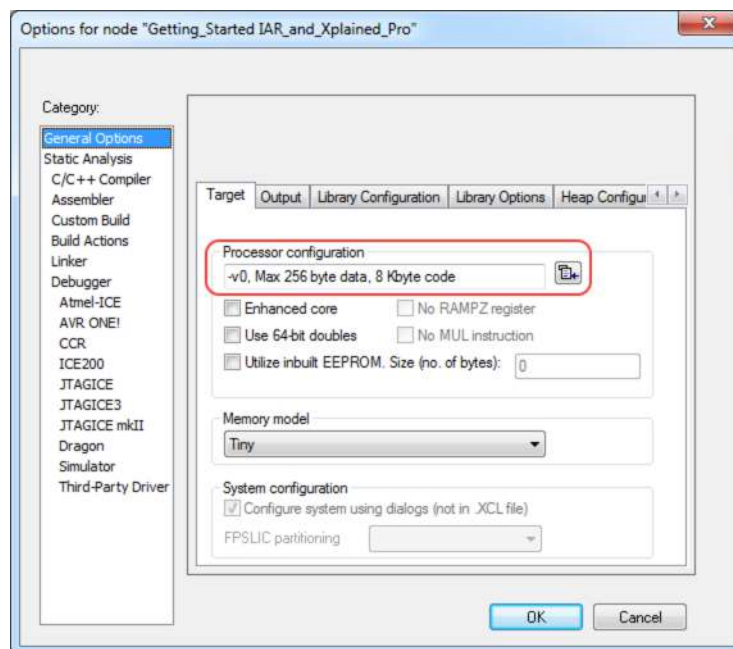 Options for node "Getting_Started IAR_and_Xplained_Pro"
Category:
General Options
Static Analysis
C/C++ Compiler
Assembler
Custom Build
Build Actions
Linker
Debugger
Atmel-ICE
AVR ONE!
CCR
ICE200
JTAGICE
JTAGICE3
JTAGICE mkII
Dragon
Simulator
Third-Party Driver
Target Output Library Configuration Library Options Heap Configu
Processor configuration
-v0, Max 256 byte data, 8 Kbyte code
Enhanced core No RAMPZ register
Use 64-bit doubles No MUL instruction
Utilize inbuilt EEPROM. Size (no. of bytes): 0
Memory model
Tiny
System configuration
Configure system using dialogs (not in .XCL file)
FPSLIC partitioning
OK Cancel